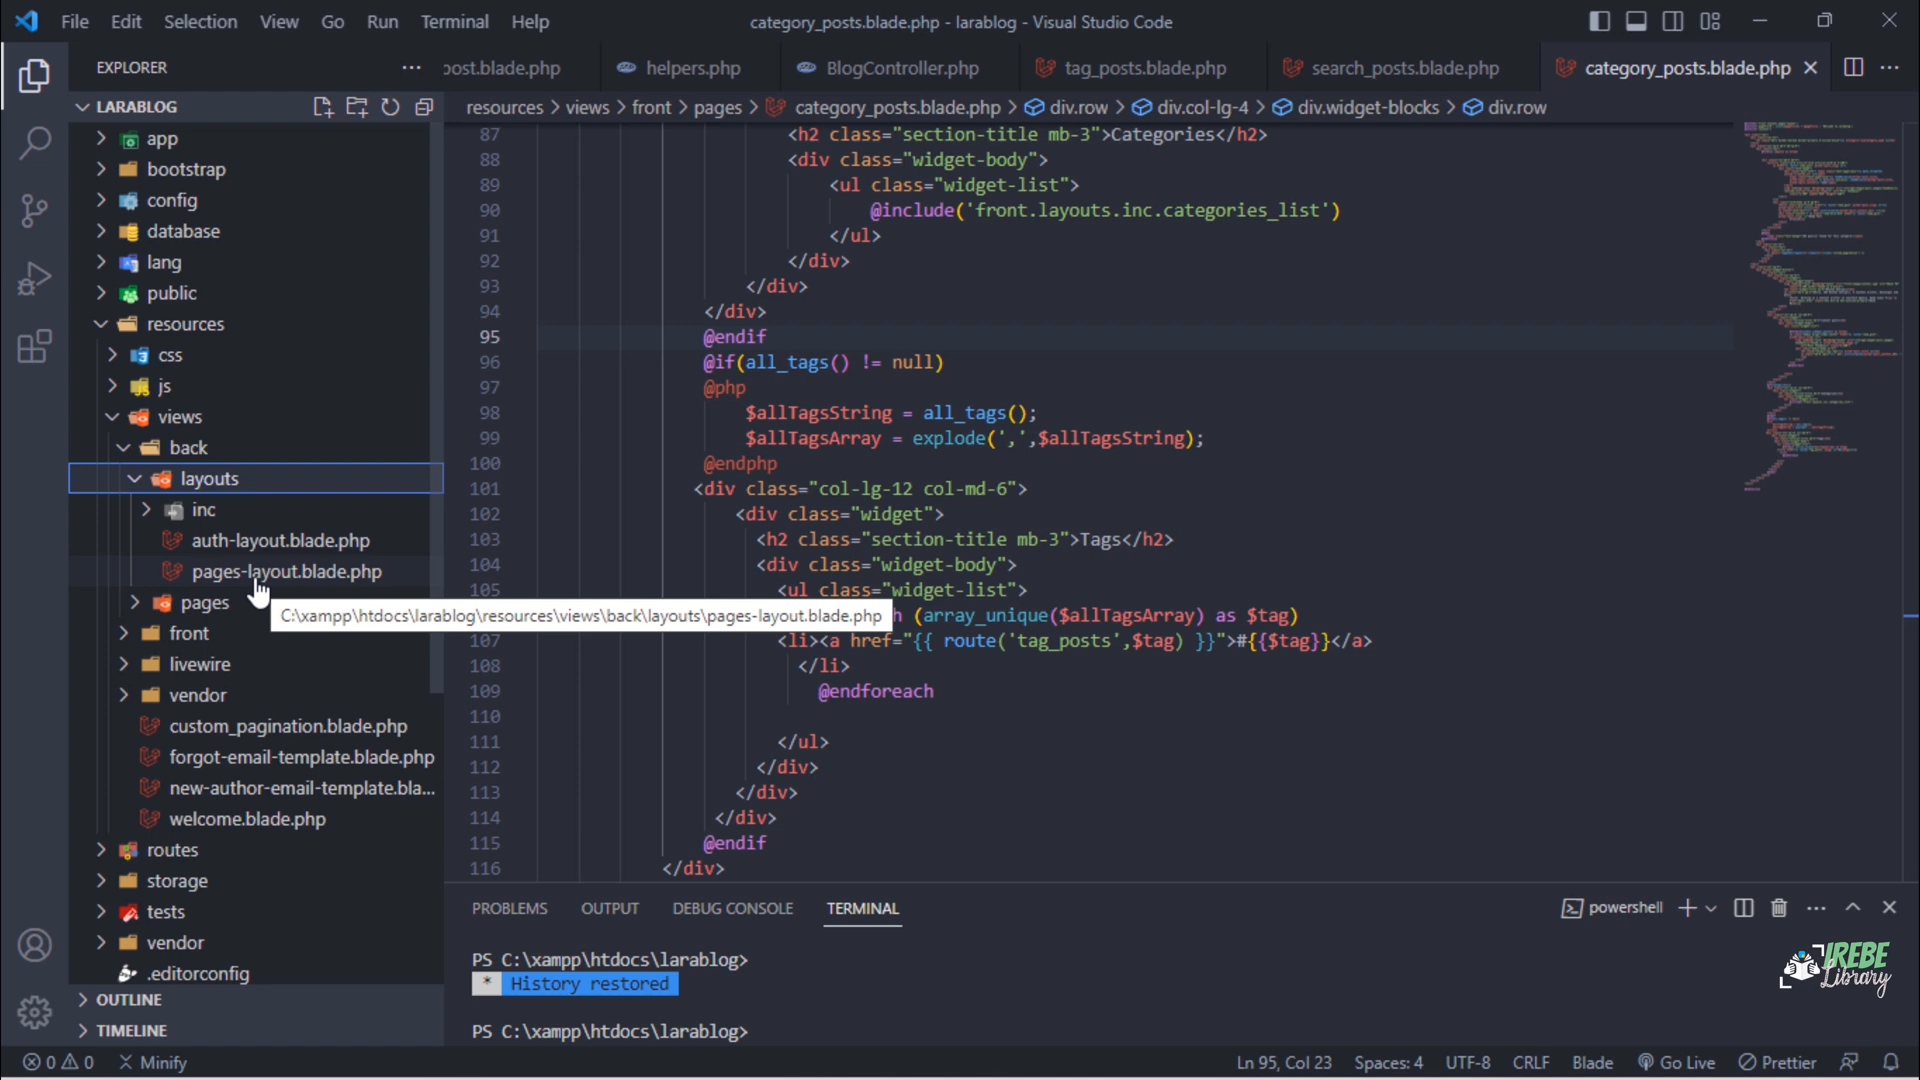 File Edit Selection View Go Run Terminal Help
category_posts.blade.php - larablog - Visual Studio Code
EXPLORER
post.blade.php
helpers.php
BlogController.php
tag_posts.blade.php
search_posts.blade.php
category_posts.blade.php
LARABLOG
resources > views > front > pages > category_posts.blade.php > div.row > div.col-lg-4 > div.widget-blocks > div.row
app
bootstrap
config
database
lang
public
resources
css
js
views
back
layouts
inc
auth-layout.blade.php
pages-layout.blade.php
pages
front
livewire
vendor
custom_pagination.blade.php
forgot-email-template.blade.php
new-author-email-template.bla...
welcome.blade.php
routes
storage
tests
vendor
.editorconfig
OUTLINE
TIMELINE
C:\xampp\htdocs\larablog\resources\views\back\layouts\pages-layout.blade.php
87 <h2 class="section-title mb-3">Categories</h2>
88 <div class="widget-body">
89 <ul class="widget-list">
90 @include('front.layouts.inc.categories_list')
91 </ul>
92 </div>
93 </div>
94 </div>
95 @endif
96 @if(all_tags() != null)
97 @php
98 $allTagsString = all_tags();
99 $allTagsArray = explode(',',$allTagsString);
100 @endphp
101 <div class="col-lg-12 col-md-6">
102 <div class="widget">
103 <h2 class="section-title mb-3">Tags</h2>
104 <div class="widget-body">
105 <ul class="widget-list">
h (array_unique($allTagsArray) as $tag)
107 <li><a href="{{ route('tag_posts',$tag) }}">#{{$tag}}</a>
108 </li>
109 @endforeach
110
111 </ul>
112 </div>
113 </div>
114 </div>
115 @endif
116 </div>
PROBLEMS OUTPUT DEBUG CONSOLE TERMINAL
powershell
PS C:\xampp\htdocs\larablog>
* History restored
PS C:\xampp\htdocs\larablog>
IREBE
Library
0 0 Minify
Ln 95, Col 23 Spaces: 4 UTF-8 CRLF Blade Go Live Prettier